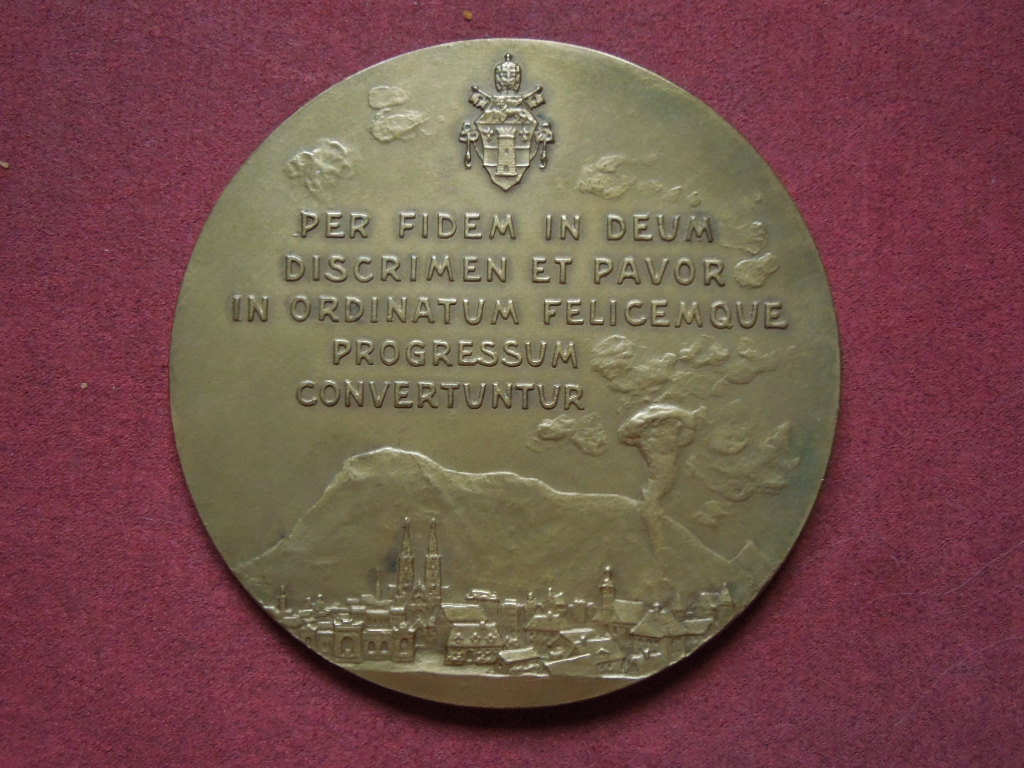 PER FIDEM IN DEUM
DISCRIMEN ET PAVOR
IN ORDINATUM FELICEMQUE
PROGRESSUM
CONVERTUNTUR